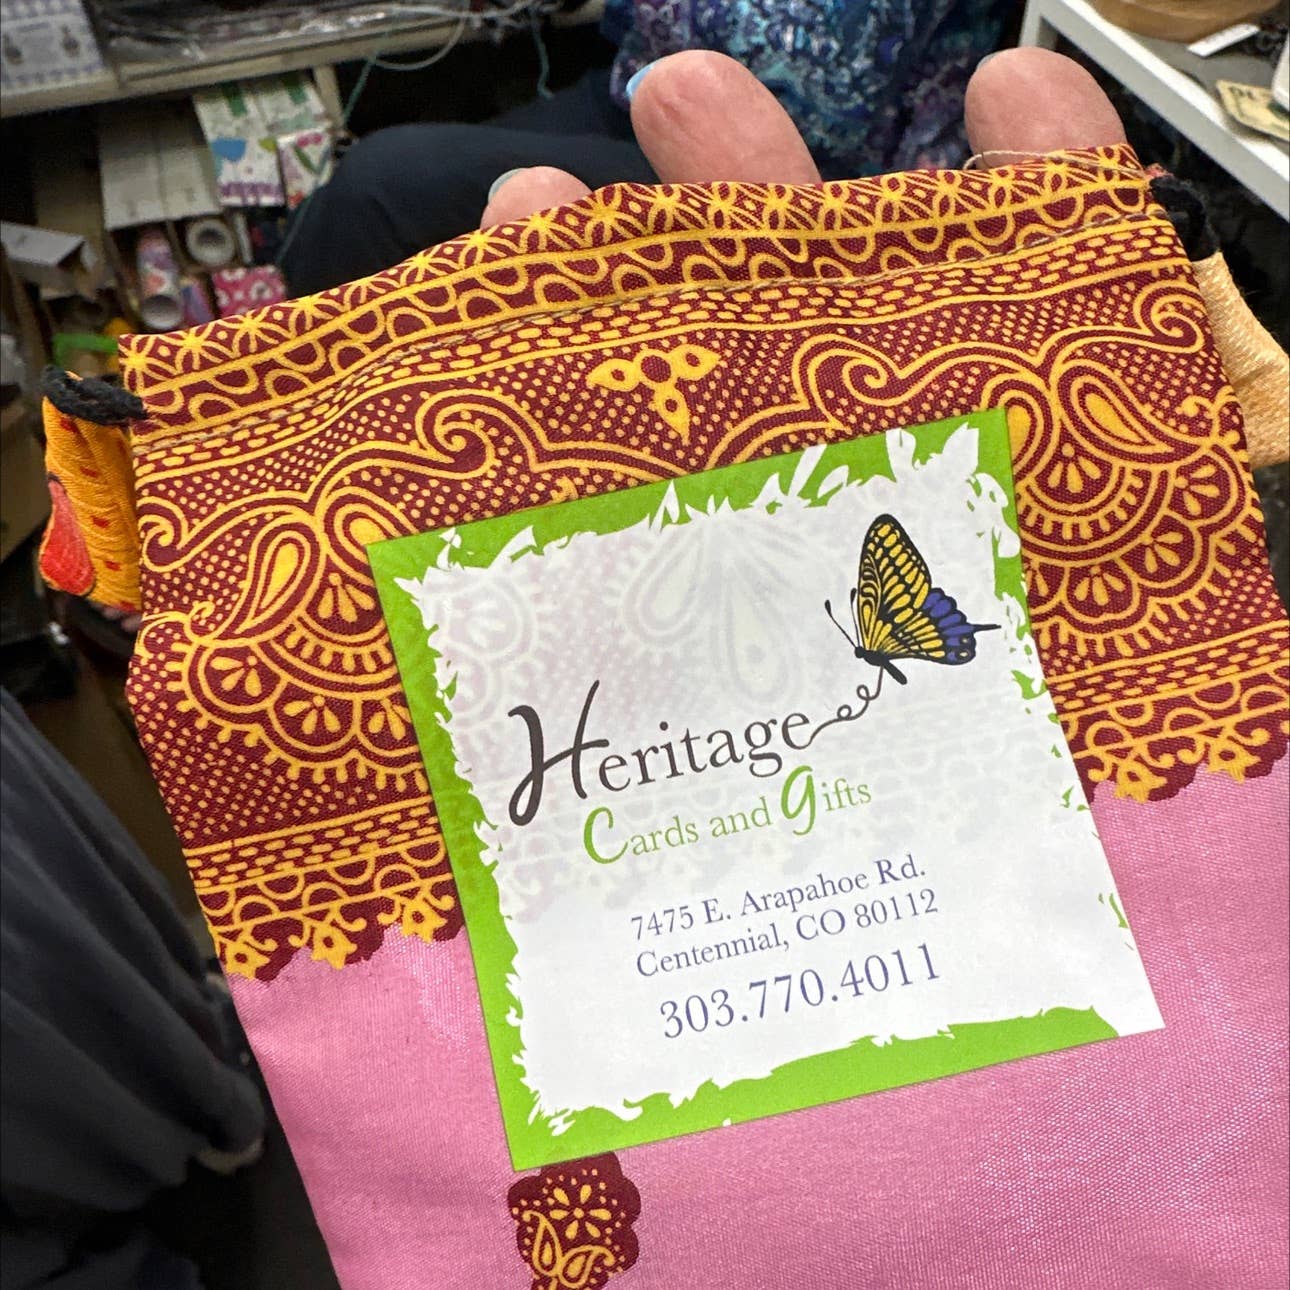 Heritage
Cards and Gifts
7475 E. Arapahoe Rd.
Centennial, CO 80112
303.770.4011